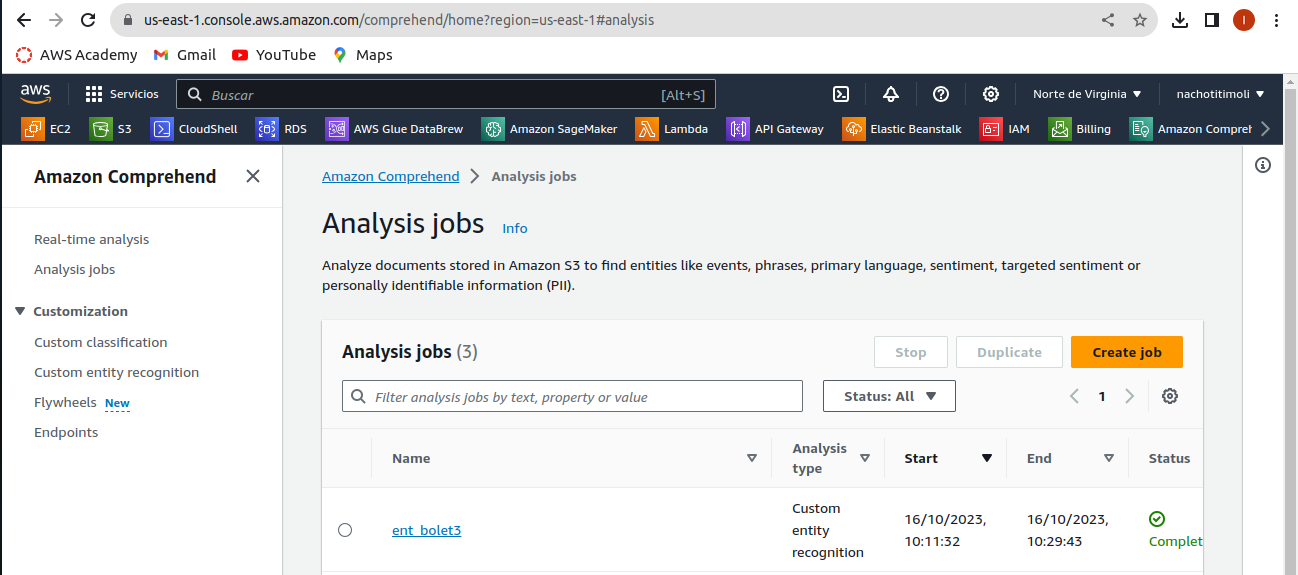 us-east-1.console.aws.amazon.com/comprehend/home?region=us-east-1#analysis
I
AWS Academy Gmail YouTube Maps
aws Servicios Buscar [Alt+S] Norte de Virginia nachotitimoli
EC2 S3 CloudShell RDS AWS Glue DataBrew Amazon SageMaker Lambda API Gateway Elastic Beanstalk IAM Billing Amazon Compreh
Amazon Comprehend
Real-time analysis
Analysis jobs
Customization
Custom classification
Custom entity recognition
Flywheels New
Endpoints
Amazon Comprehend Analysis jobs
Analysis jobs Info
Analyze documents stored in Amazon S3 to find entities like events, phrases, primary language, sentiment, targeted sentiment or
personally identifiable information (PII).
Analysis jobs (3) Stop Duplicate Create job
Filter analysis jobs by text, property or value Status: All 1
Name Analysis type Start End Status
ent_bolet3 Custom entity recognition 16/10/2023, 10:11:32 16/10/2023, 10:29:43 Complet